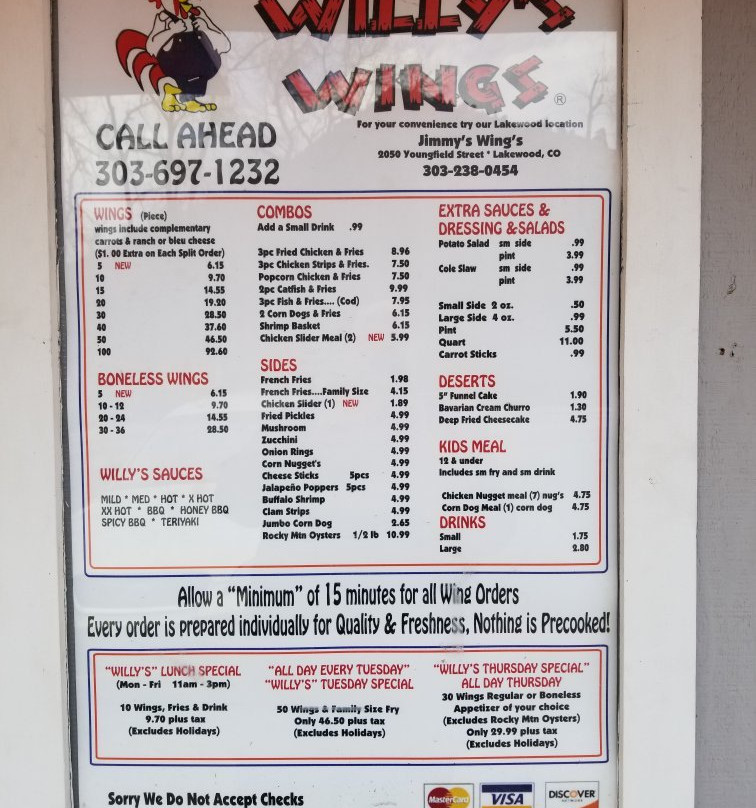 WILLY'S
WINGS ®
CALL AHEAD
303-697-1232
For your convenience try our Lakewood location
Jimmy's Wing's
2050 Youngfield Street * Lakewood, CO
303-238-0454
WINGS (Piece)
wings include complementary
carrots & ranch or bleu cheese
($1.00 Extra on Each Split Order)
5 NEW 6.15
10 9.70
15 14.55
20 19.20
30 28.50
40 37.60
50 46.50
100 92.60
BONELESS WINGS
5 NEW 6.15
10 - 12 9.70
20 - 24 14.55
30 - 36 28.50
WILLY'S SAUCES
MILD * MED * HOT * X HOT
XX HOT * BBQ * HONEY BBQ
SPICY BBQ * TERIYAKI
COMBOS
Add a Small Drink .99
3pc Fried Chicken & Fries 8.96
3pc Chicken Strips & Fries. 7.50
Popcorn Chicken & Fries 7.50
2pc Catfish & Fries 9.99
3pc Fish & Fries.... (Cod) 7.95
2 Corn Dogs & Fries 6.15
Shrimp Basket 6.15
Chicken Slider Meal (2) NEW 5.99
SIDES
French Fries 1.98
French Fries....Family Size 4.15
Chicken Slider (1) NEW 1.89
Fried Pickles 4.99
Mushroom 4.99
Zucchini 4.99
Onion Rings 4.99
Corn Nugget's 4.99
Cheese Sticks 5pcs 4.99
Jalapeño Poppers 5pcs 4.99
Buffalo Shrimp 4.99
Clam Strips 4.99
Jumbo Corn Dog 2.65
Rocky Mtn Oysters 1/2 lb 10.99
EXTRA SAUCES &
DRESSING & SALADS
Potato Salad sm side .99
pint 3.99
Cole Slaw sm side .99
pint 3.99
Small Side 2 oz. .50
Large Side 4 oz. .99
Pint 5.50
Quart 11.00
Carrot Sticks .99
DESERTS
5" Funnel Cake 1.90
Bavarian Cream Churro 1.30
Deep Fried Cheesecake 4.75
KIDS MEAL
12 & under
Includes sm fry and sm drink
Chicken Nugget meal (7) nug's 4.75
Corn Dog Meal (1) corn dog 4.75
DRINKS
Small 1.75
Large 2.80
Allow a "Minimum" of 15 minutes for all Wing Orders
Every order is prepared individually for Quality & Freshness, Nothing is Precooked!
"WILLY'S" LUNCH SPECIAL
(Mon - Fri 11am - 3pm)
10 Wings, Fries & Drink
9.70 plus tax
(Excludes Holidays)
"ALL DAY EVERY TUESDAY"
"WILLY'S" TUESDAY SPECIAL
50 Wings & Family Size Fry
Only 46.50 plus tax
(Excludes Holidays)
"WILLY'S THURSDAY SPECIAL"
ALL DAY THURSDAY
30 Wings Regular or Boneless
Appetizer of your choice
(Excludes Rocky Mtn Oysters)
Only 29.99 plus tax
(Excludes Holidays)
Sorry We Do Not Accept Checks
MasterCard VISA DISCOVER
NETWORK